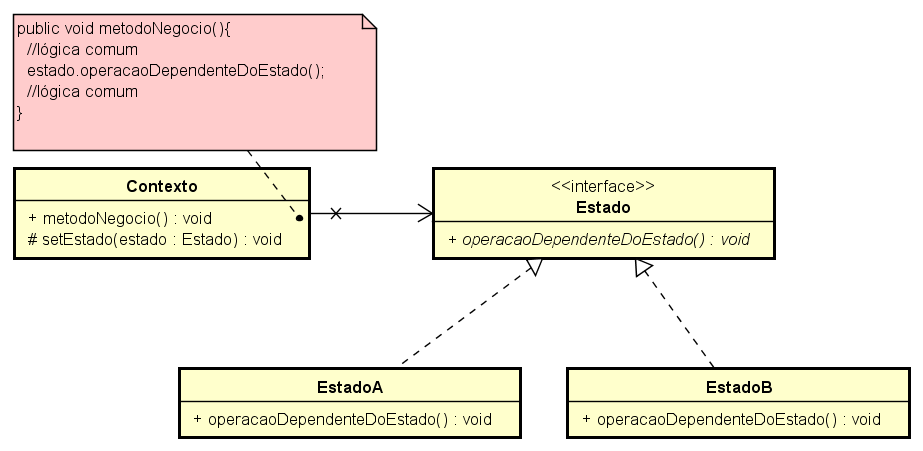 public void metodoNegocio(){
//lógica comum
estado.operacaoDependenteDoEstado();
//lógica comum
}
Contexto
+ metodoNegocio() : void
# setEstado(estado : Estado) : void
<<interface>>
Estado
+ operacaoDependenteDoEstado() : void
EstadoA
+ operacaoDependenteDoEstado() : void
EstadoB
+ operacaoDependenteDoEstado() : void